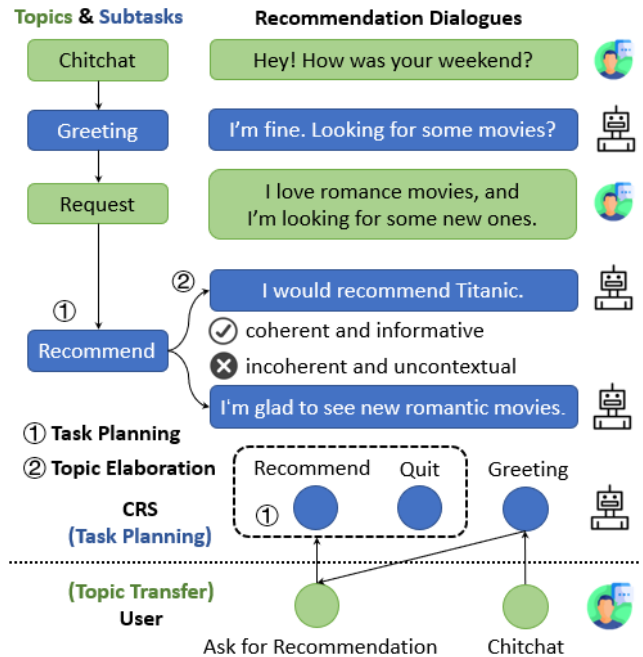 Topics & Subtasks
Recommendation Dialogues
Chitchat
Hey! How was your weekend?
Greeting
I’m fine. Looking for some movies?
Request
I love romance movies, and
I’m looking for some new ones.
①
②
I would recommend Titanic.
Recommend
coherent and informative
incoherent and uncontextual
I‘m glad to see new romantic movies.
① Task Planning
② Topic Elaboration
Recommend
Quit
Greeting
CRS
①
(Task Planning)
(Topic Transfer)
User
Ask for Recommendation
Chitchat